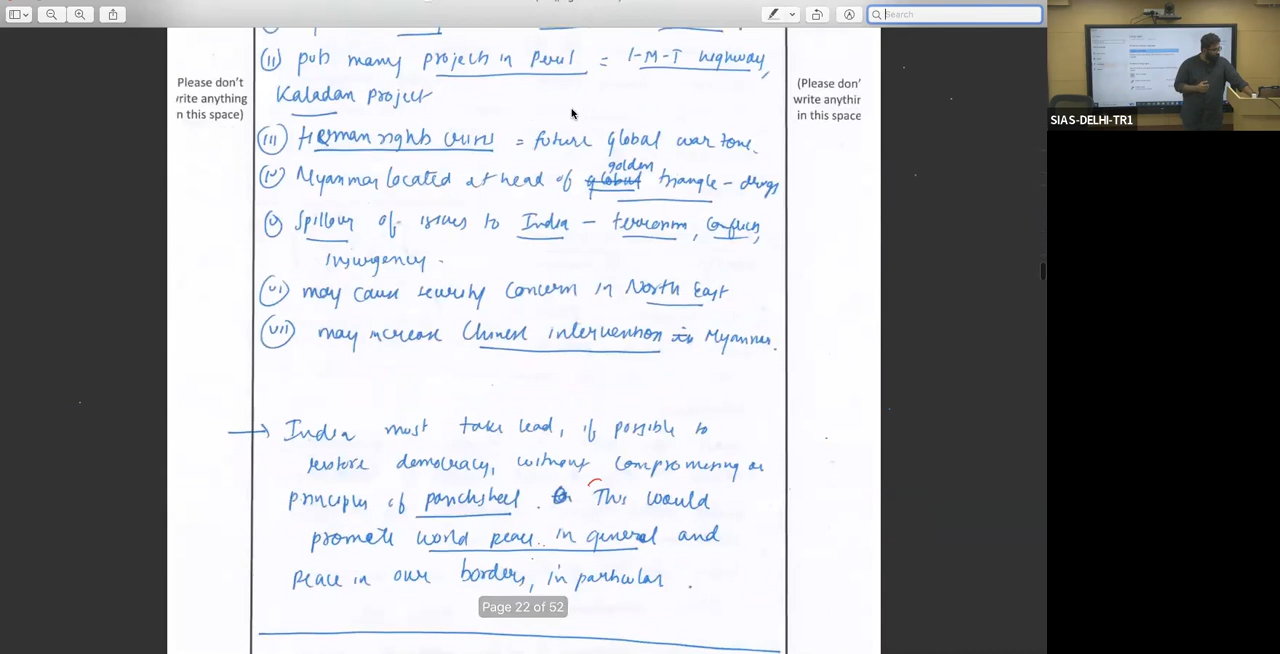 Search
SIAS-DELHI-TR1
(ii) puts many projects in Peril = I-M-T highway,
Kaladan Project
(iii) Human rights crisis = future global war zone.
golden
(iv) Myanmar located at head of global triangle - drugs
(v) Spillover of issues to India - terrorism, conflicts,
insurgency.
(vi) may cause security concern in North East
(vii) may increase Chinese intervention in Myanmar.
→ India must take lead, if possible to
restore democracy, without compromising on
principles of panchsheel. This would
promote world peace in general and
peace in our borders, in particular.
Please don't
rite anything
n this space)
(Please don'
write anythin
in this space
Page 22 of 52